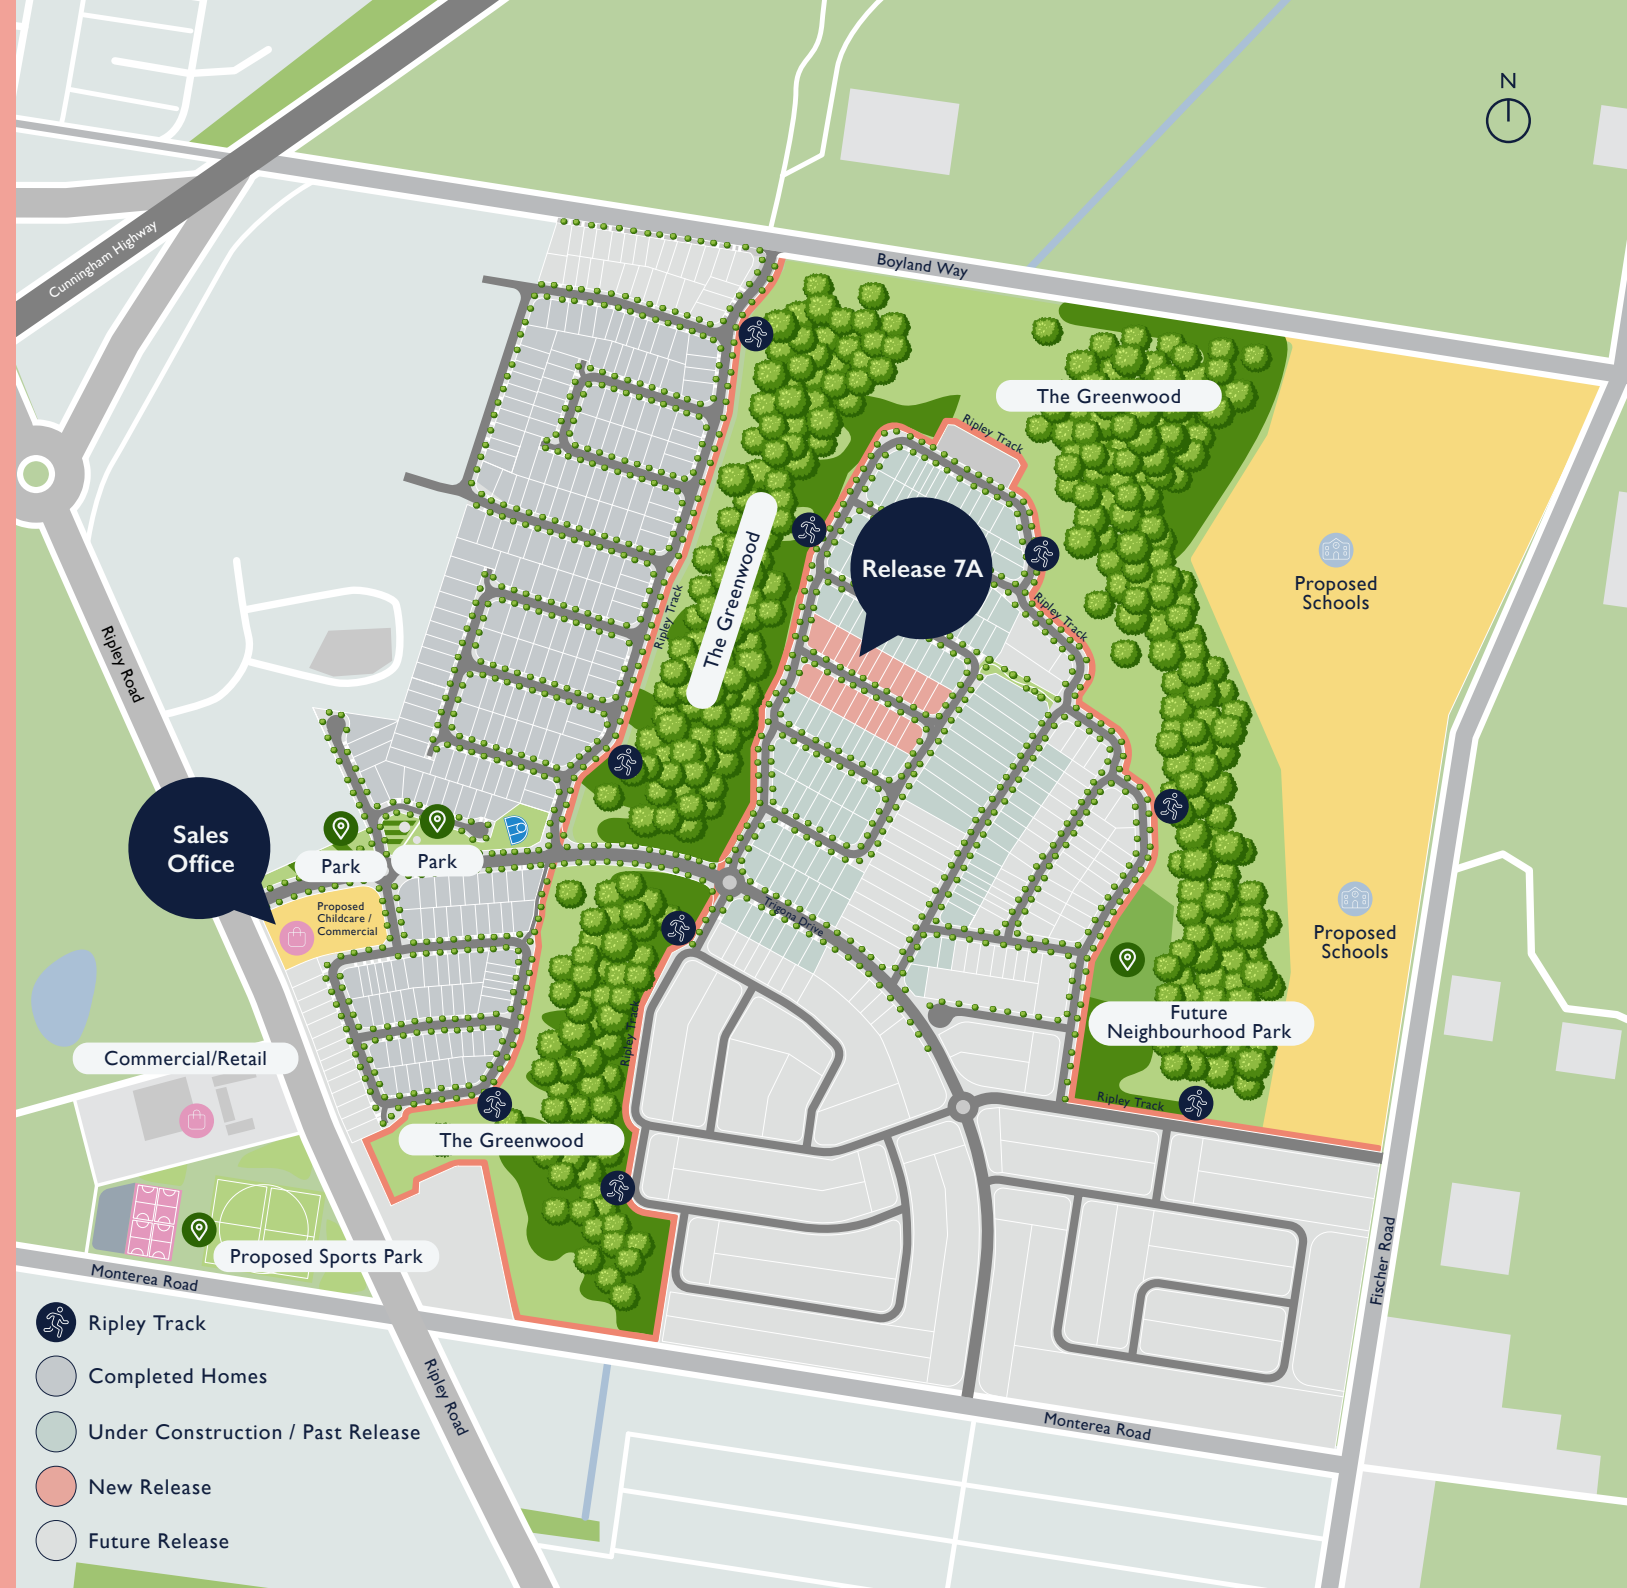 N
Cunningham Highway
Boyland Way
The Greenwood
Ripley Track
Release 7A
Proposed
Schools
The Greenwood
Ripley Track
Ripley Track
Ripley Road
Sales
Office
Park
Park
Proposed
Childcare /
Commercial
Trigona Drive
Proposed
Schools
Future
Neighbourhood Park
Ripley Track
Ripley Track
Commercial/Retail
The Greenwood
Proposed Sports Park
Monterea Road
Fischer Road
Ripley Road
Monterea Road
Ripley Track
Completed Homes
Under Construction / Past Release
New Release
Future Release